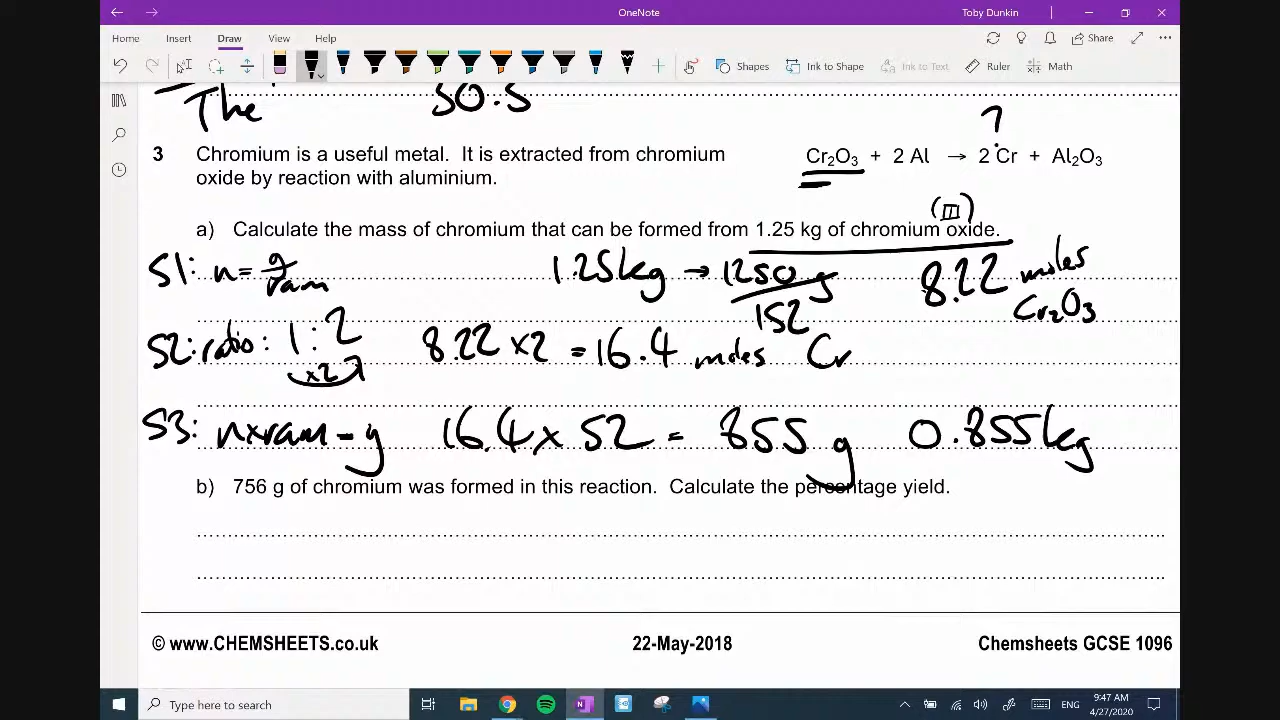 OneNote
Toby Dunkin
Home Insert Draw View Help
Share
Shapes Ink to Shape Ink to Text Ruler Math
The 50.5
3 Chromium is a useful metal. It is extracted from chromium
oxide by reaction with aluminium.
?
Cr₂O₃ + 2 Al → 2 Cr + Al₂O₃
(III)
a) Calculate the mass of chromium that can be formed from 1.25 kg of chromium oxide.
S1: n = g/ram 1.25kg → 1250g/152 8.22 moles Cr₂O₃
S2: ratio: 1 : 2 8.22 × 2 = 16.4 moles Cr
×2
S3: n×ram = g 16.4 × 52 = 855 g 0.855kg
b) 756 g of chromium was formed in this reaction. Calculate the percentage yield.
© www.CHEMSHEETS.co.uk 22-May-2018 Chemsheets GCSE 1096
Type here to search
ENG
9:47 AM
4/27/2020